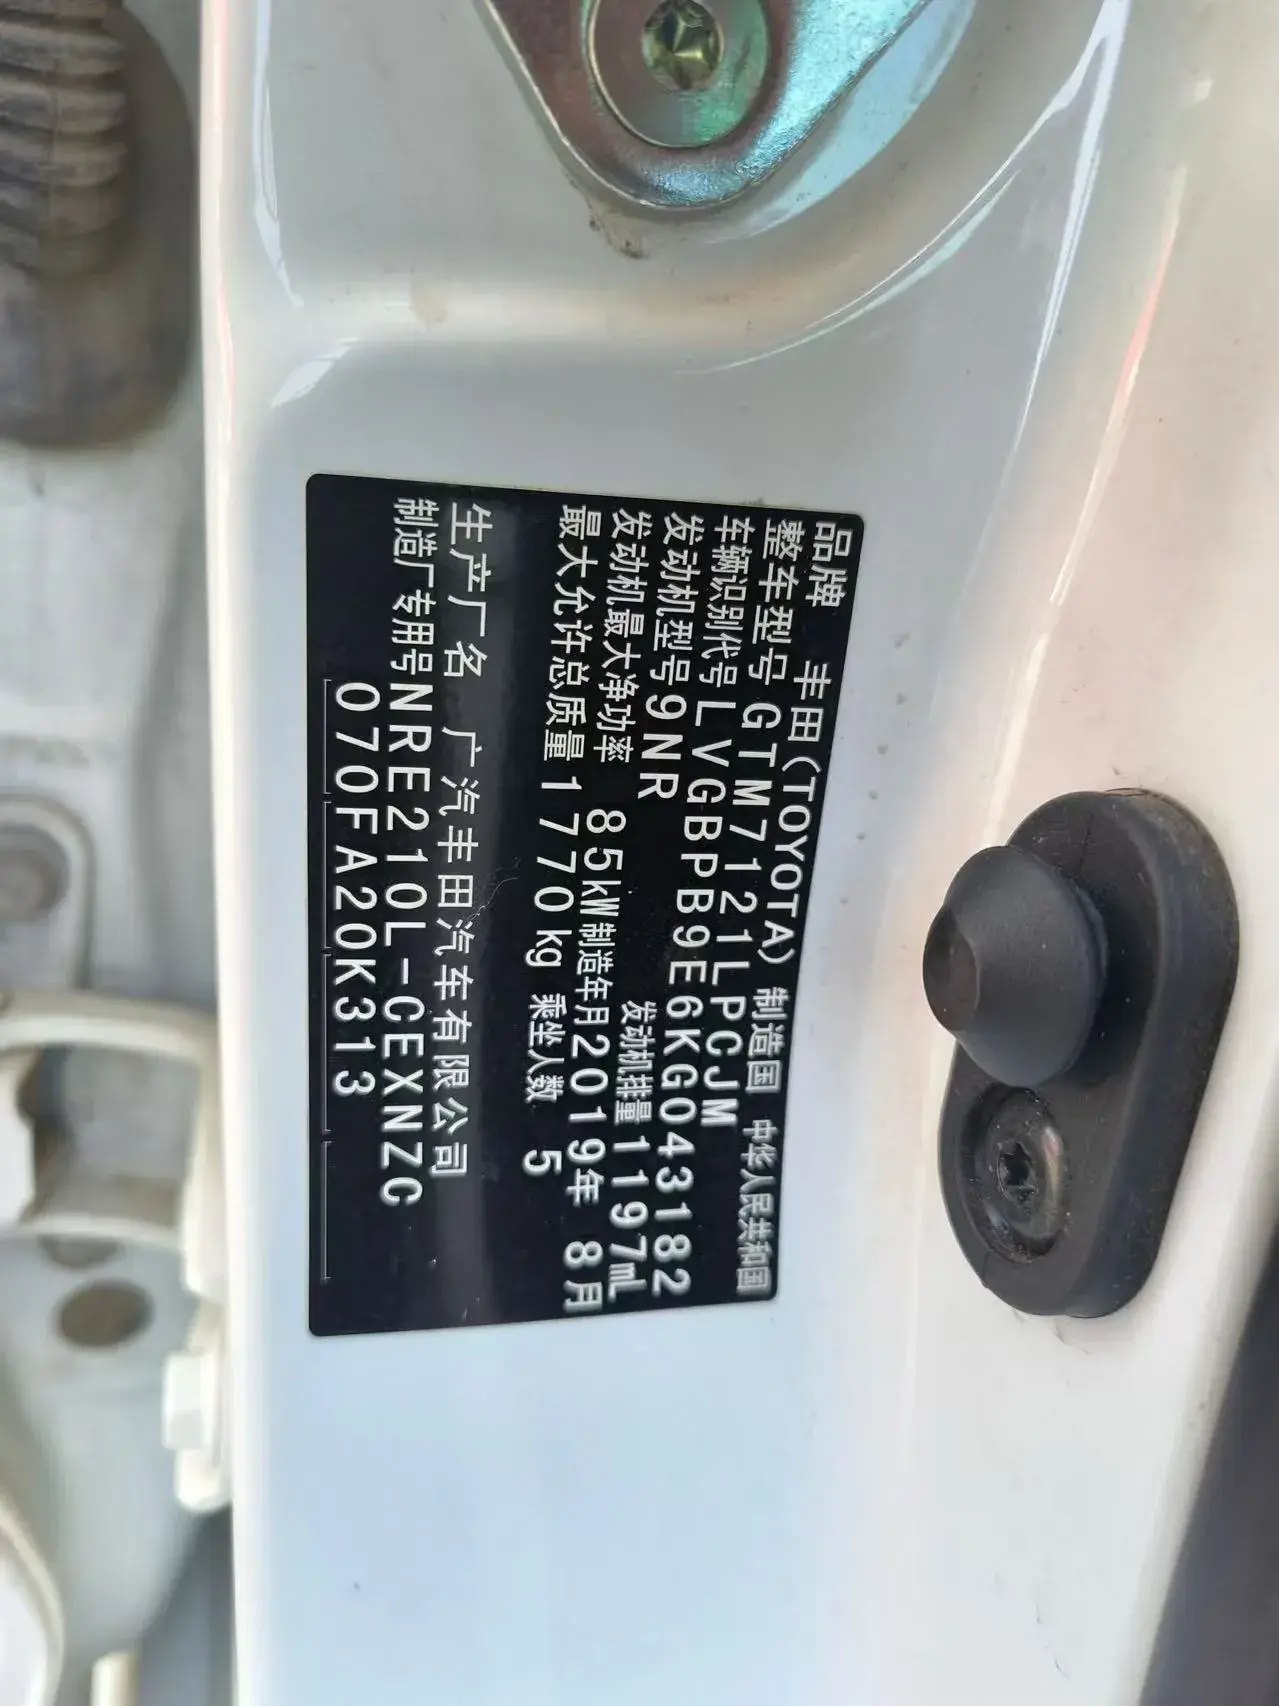 品牌 丰田(TOYOTA) 制造国 中华人民共和国
整车型号 GTM7121LPCJM
车辆识别代号 LVGBPB9E6KG043182
发动机型号 9NR 发动机排量 1197mL
发动机最大净功率 85kW 制造年月 2019年 8月
最大允许总质量 1770kg 乘坐人数 5
生产厂名 广汽丰田汽车有限公司
制造厂专用号 NRE210L-CEXNZC
070FA20K313